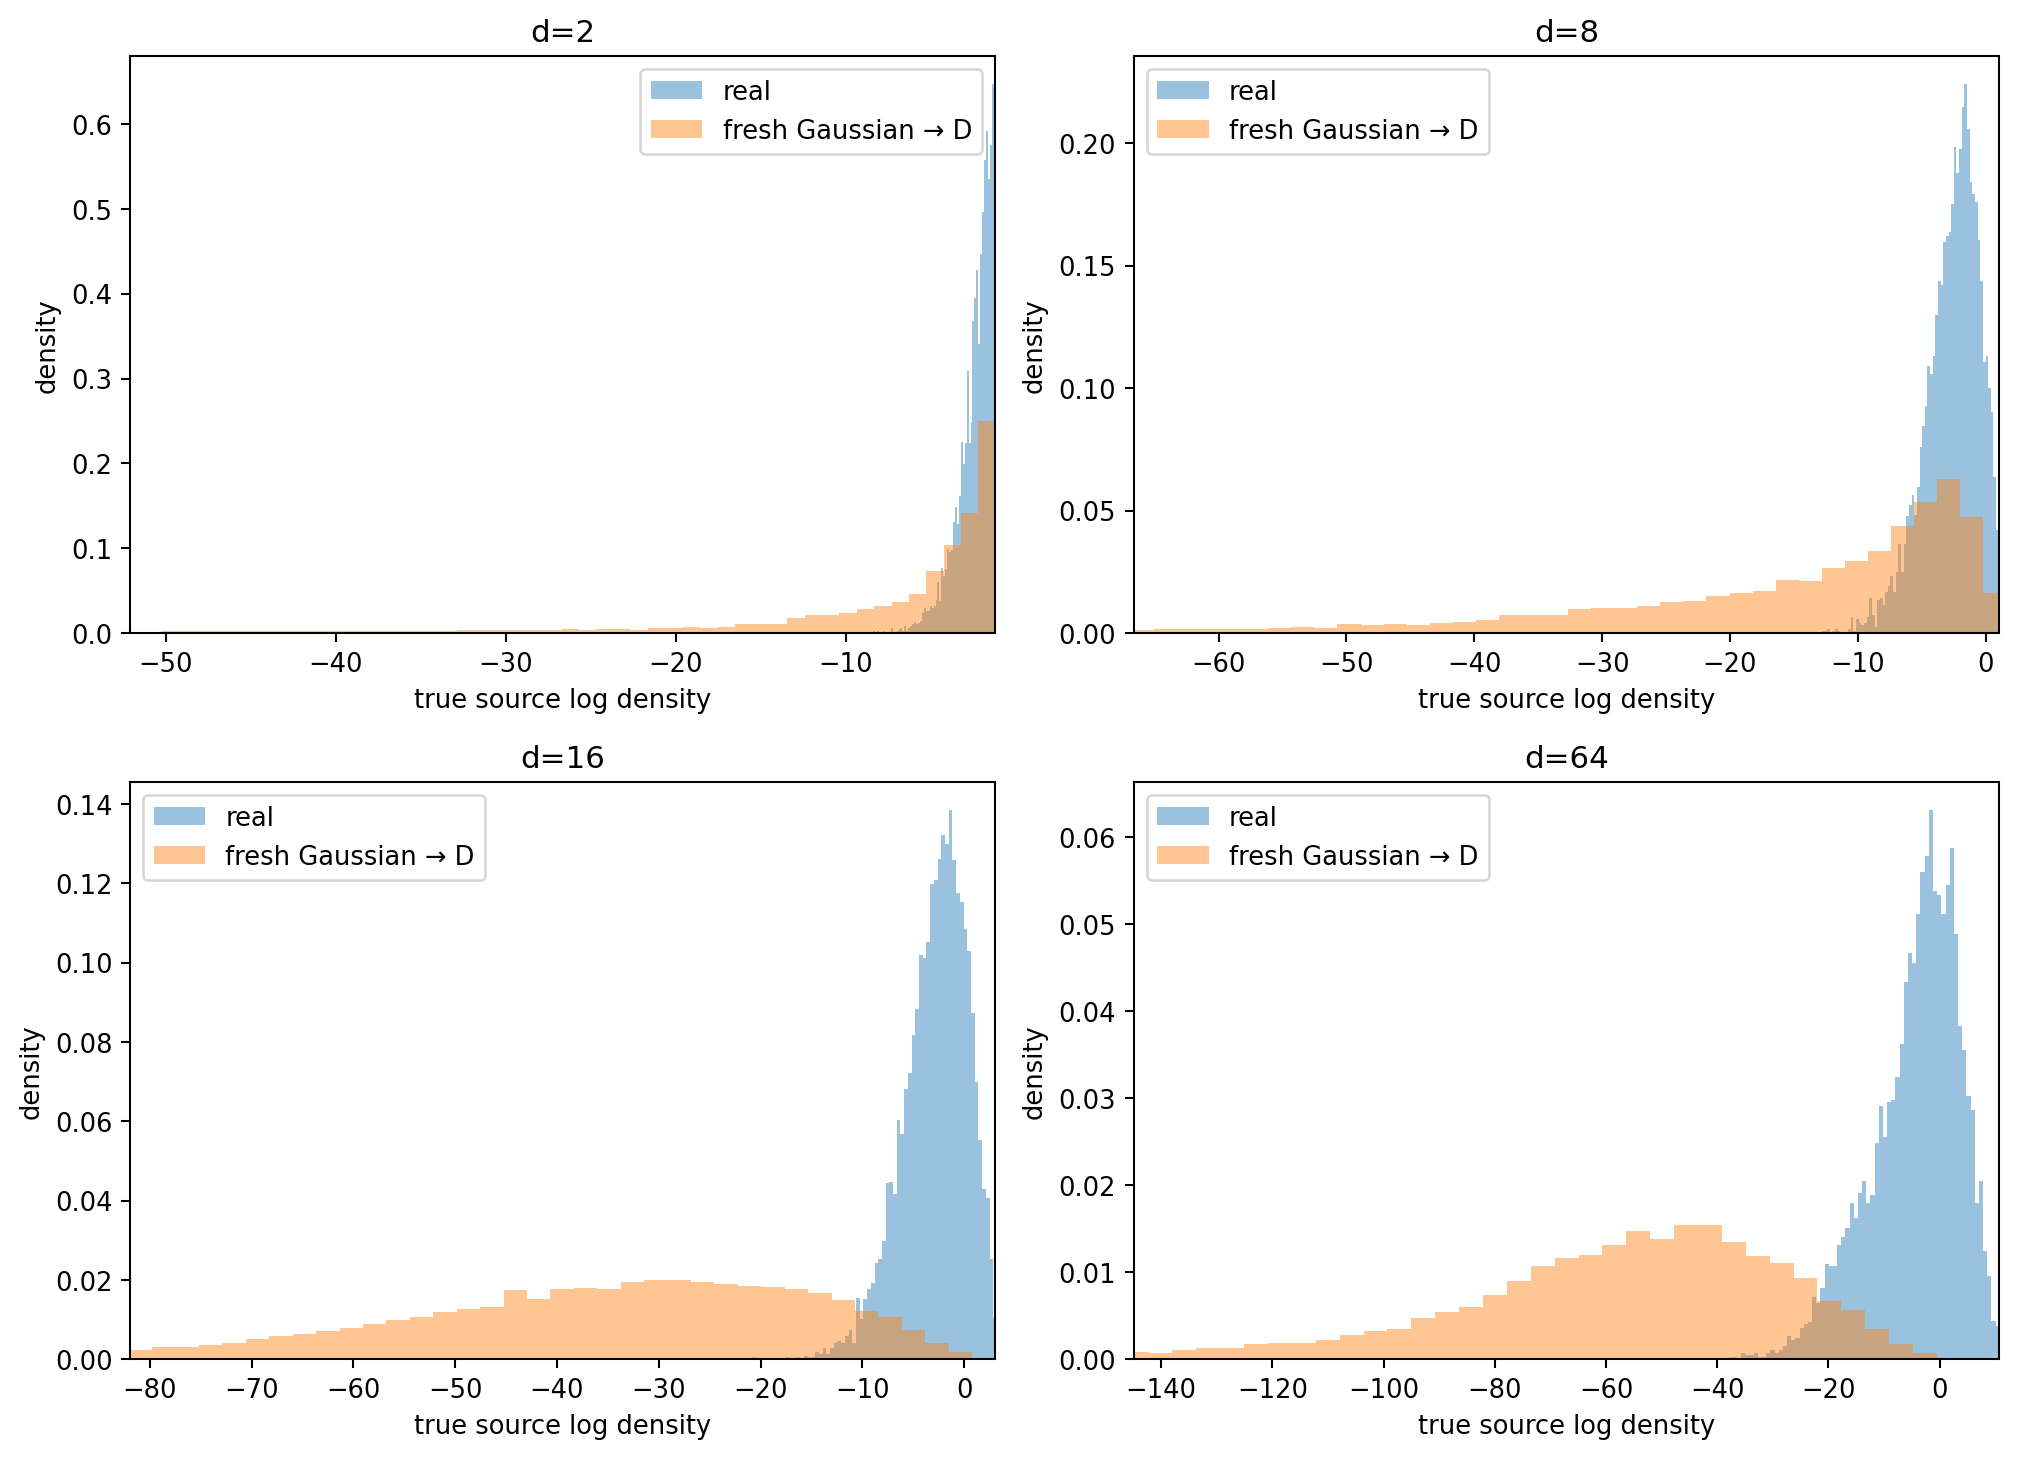 d=2
real
fresh Gaussian → D
density
0.6
0.5
0.4
0.3
0.2
0.1
0.0
−50 −40 −30 −20 −10
true source log density
d=8
real
fresh Gaussian → D
density
0.20
0.15
0.10
0.05
0.00
−60 −50 −40 −30 −20 −10 0
true source log density
d=16
real
fresh Gaussian → D
density
0.14
0.12
0.10
0.08
0.06
0.04
0.02
0.00
−80 −70 −60 −50 −40 −30 −20 −10 0
true source log density
d=64
real
fresh Gaussian → D
density
0.06
0.05
0.04
0.03
0.02
0.01
0.00
−140 −120 −100 −80 −60 −40 −20 0
true source log density